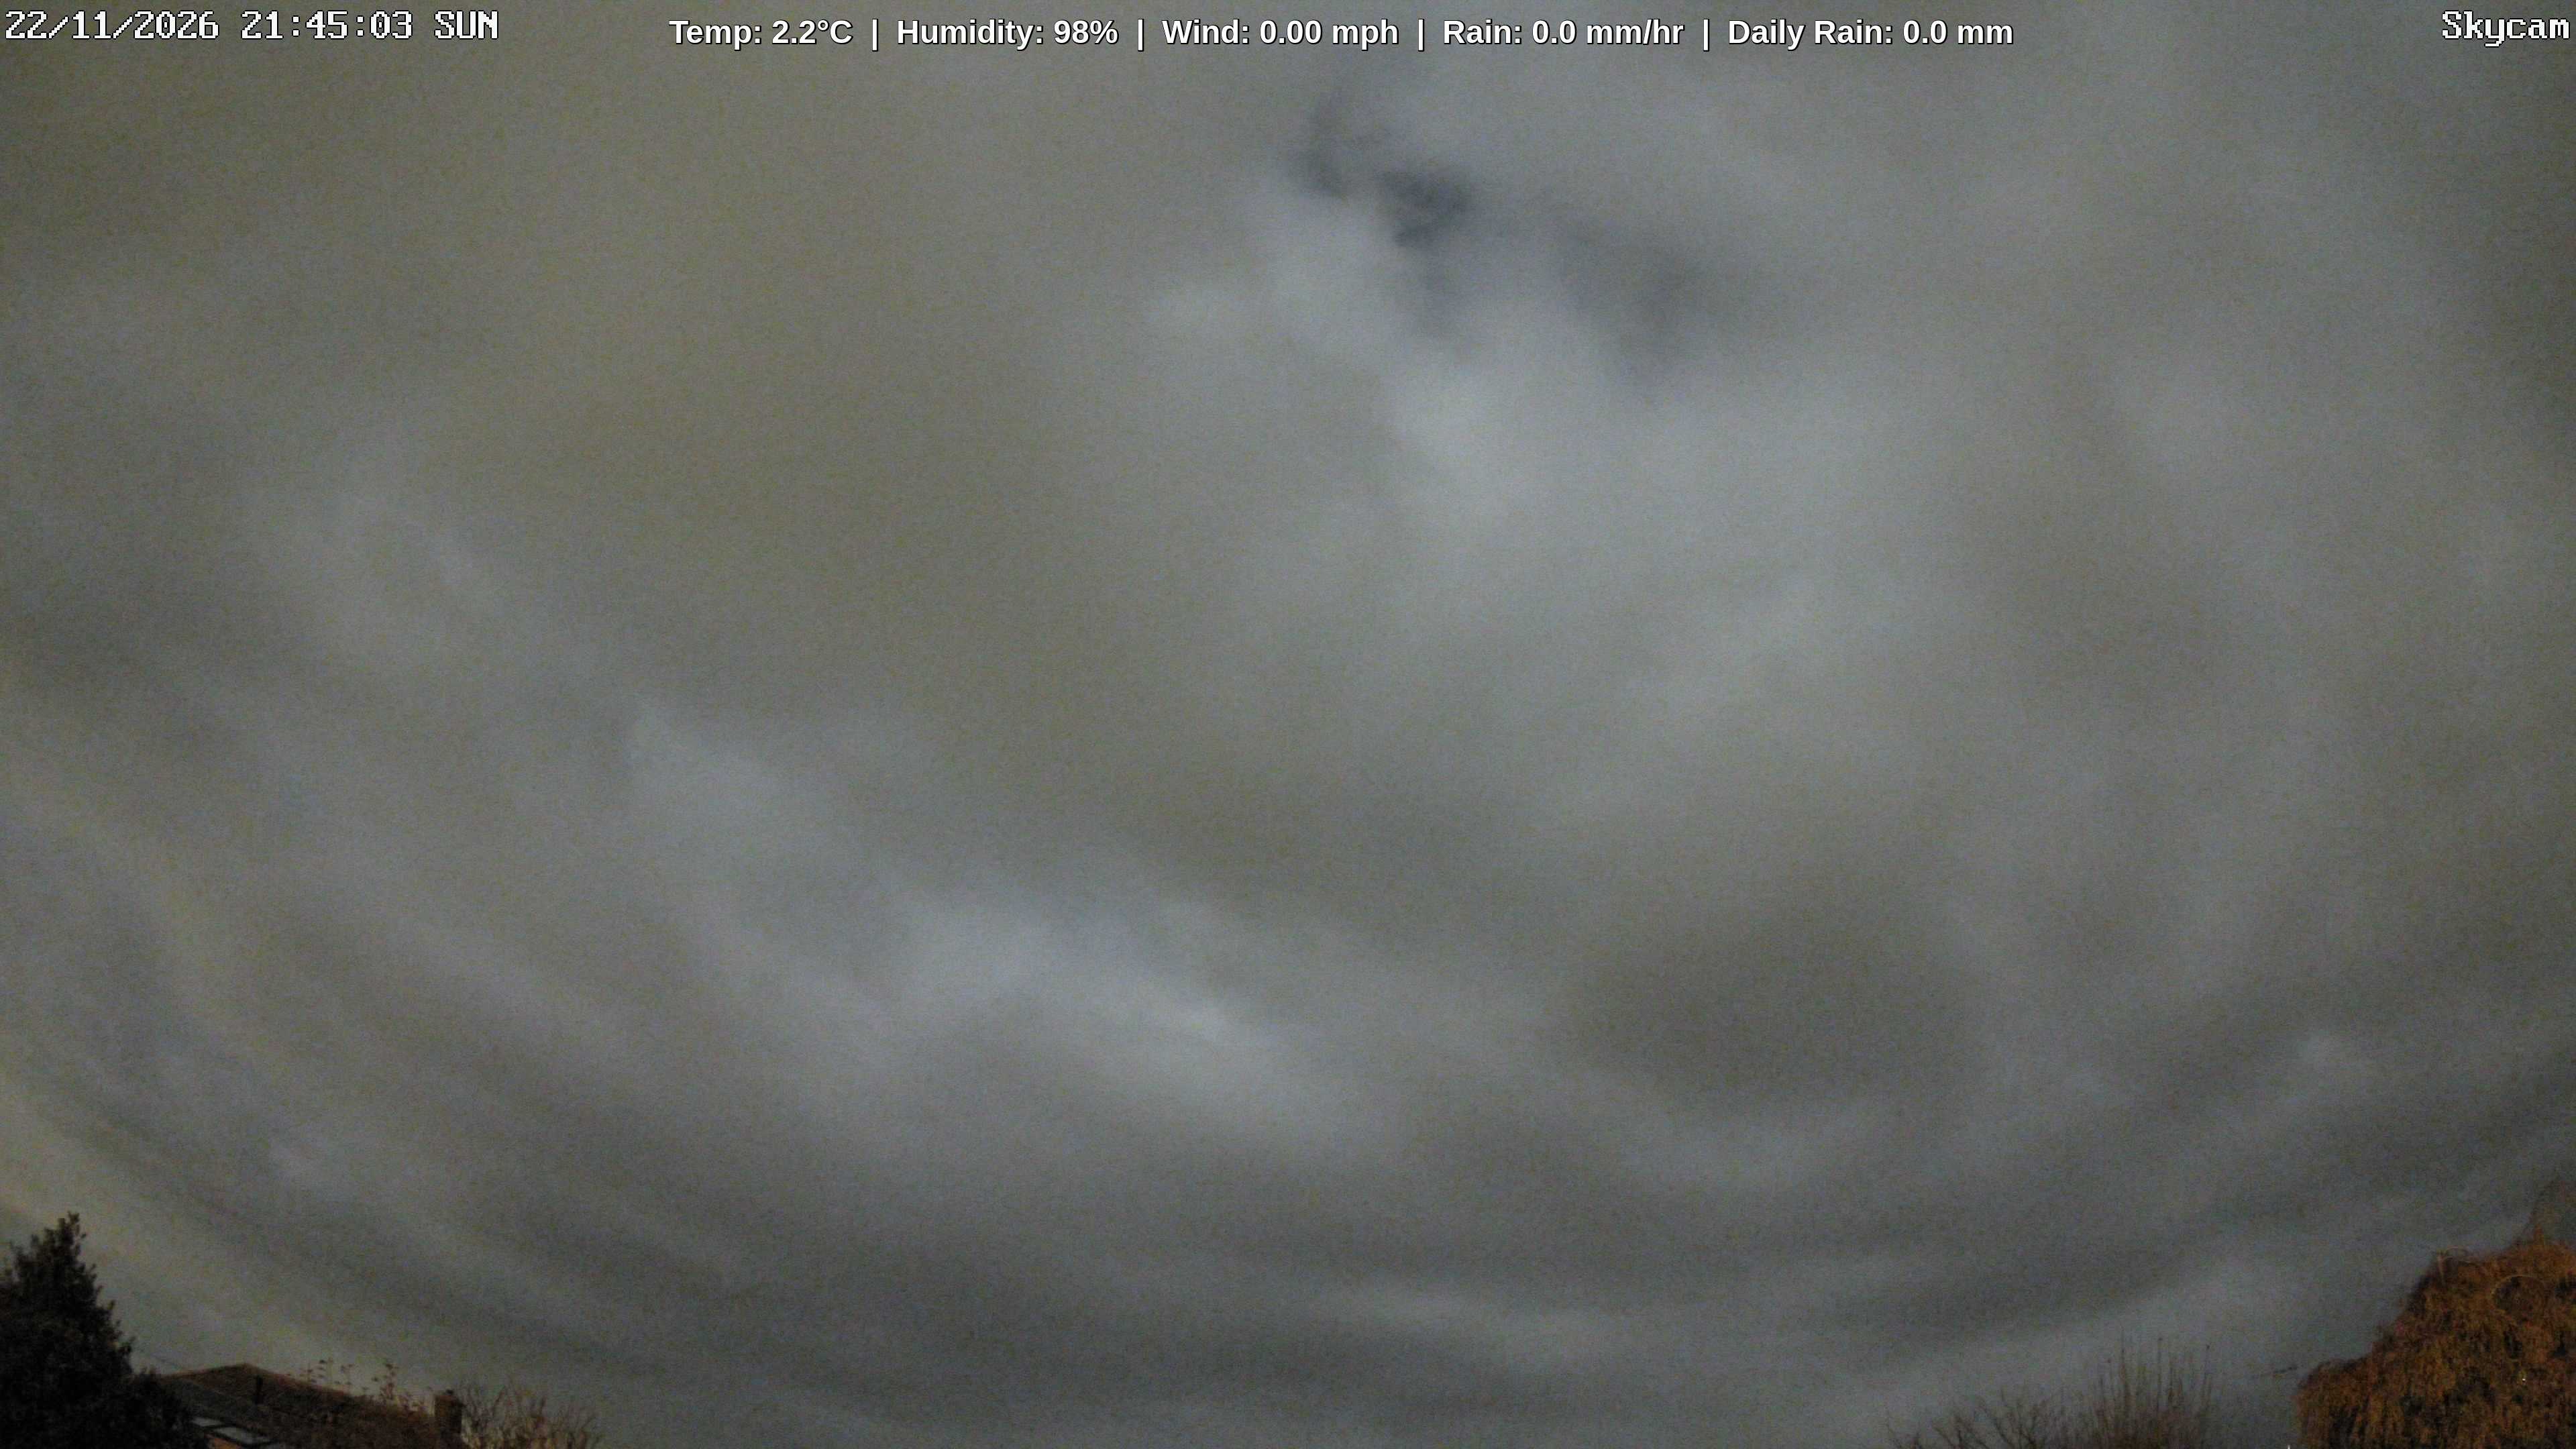 22/11/2026 21:45:03 SUN
Temp: 2.2°C | Humidity: 98% | Wind: 0.00 mph | Rain: 0.0 mm/hr | Daily Rain: 0.0 mm
Skycam